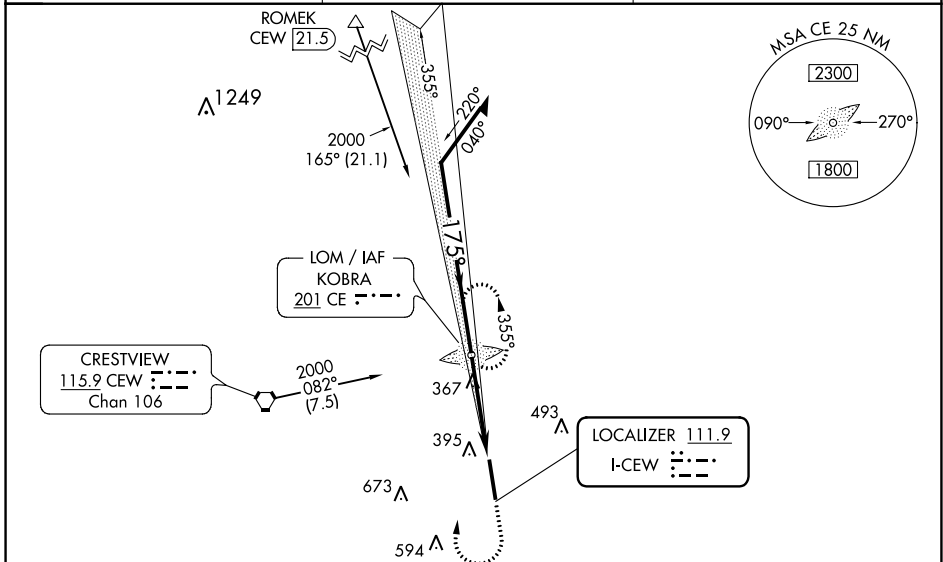 ROMEK
CEW 21.5
1249
2000
165° (21.1)
355°
220°
040°
175°
355°
MSA CE 25 NM
2300
090°
270°
1800
LOM / IAF
KOBRA
201 CE
CRESTVIEW
115.9 CEW
Chan 106
2000
082°
(7.5)
367
395
493
LOCALIZER 111.9
I-CEW
673
594